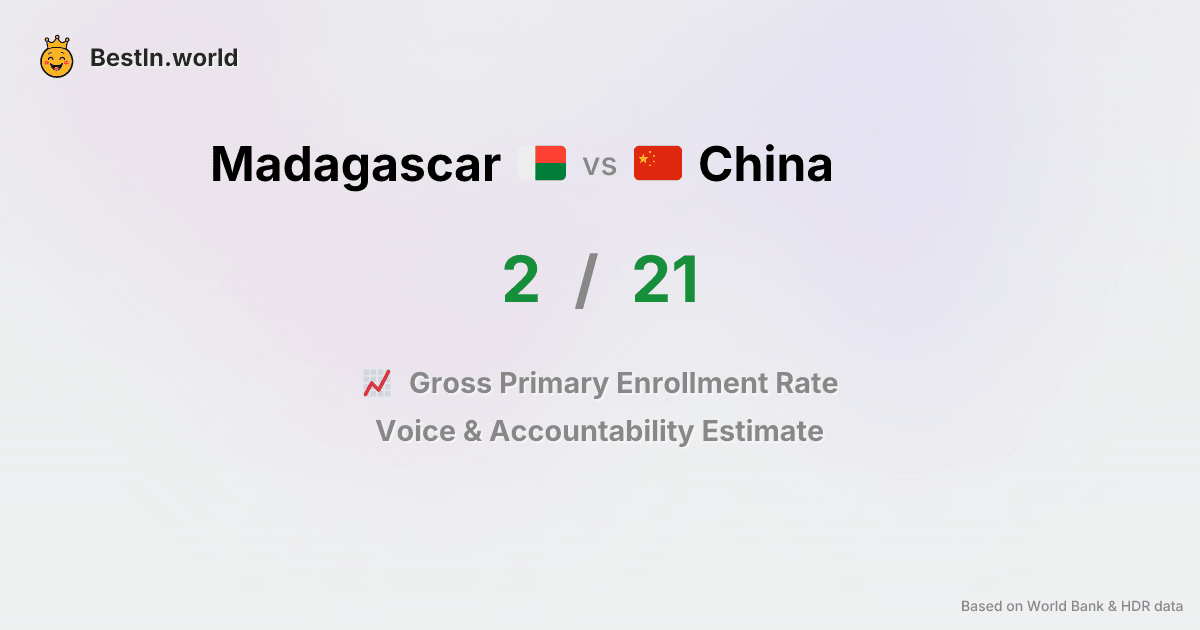 BestIn.world
Madagascar vs China
2 / 21
Gross Primary Enrollment Rate
Voice & Accountability Estimate
Based on World Bank & HDR data